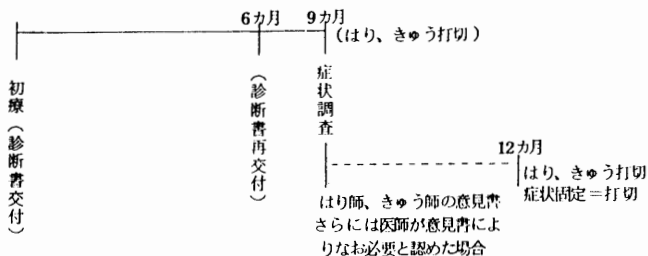 6カ月
9カ月
(はり、きゅう打切)
初療(診断書交付)
(診断書再交付)
症状調査
12カ月
はり、きゅう打切
症状固定=打切
はり師、きゅう師の意見書
さらには医師が意見書によ
りなお必要と認めた場合